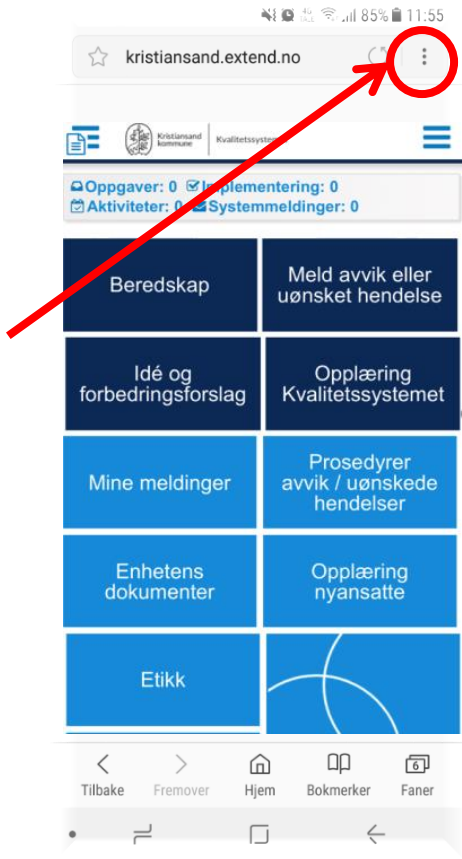 85% 11:55
kristiansand.extend.no
Kristiansand
kommune
Kvalitetssystem
Oppgaver: 0 Implementering: 0
Aktiviteter: 0 Systemmeldinger: 0
Beredskap
Meld avvik eller
uønsket hendelse
Idé og
forbedringsforslag
Opplæring
Kvalitetssystemet
Mine meldinger
Prosedyrer
avvik / uønskede
hendelser
Enhetens
dokumenter
Opplæring
nyansatte
Etikk
6
Tilbake Fremover Hjem Bokmerker Faner